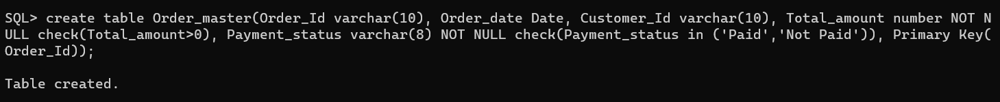 SQL> create table Order_master(Order_Id varchar(10), Order_date Date, Customer_Id varchar(10), Total_amount number NOT N
ULL check(Total_amount>0), Payment_status varchar(8) NOT NULL check(Payment_status in ('Paid','Not Paid')), Primary Key(
Order_Id));
Table created.